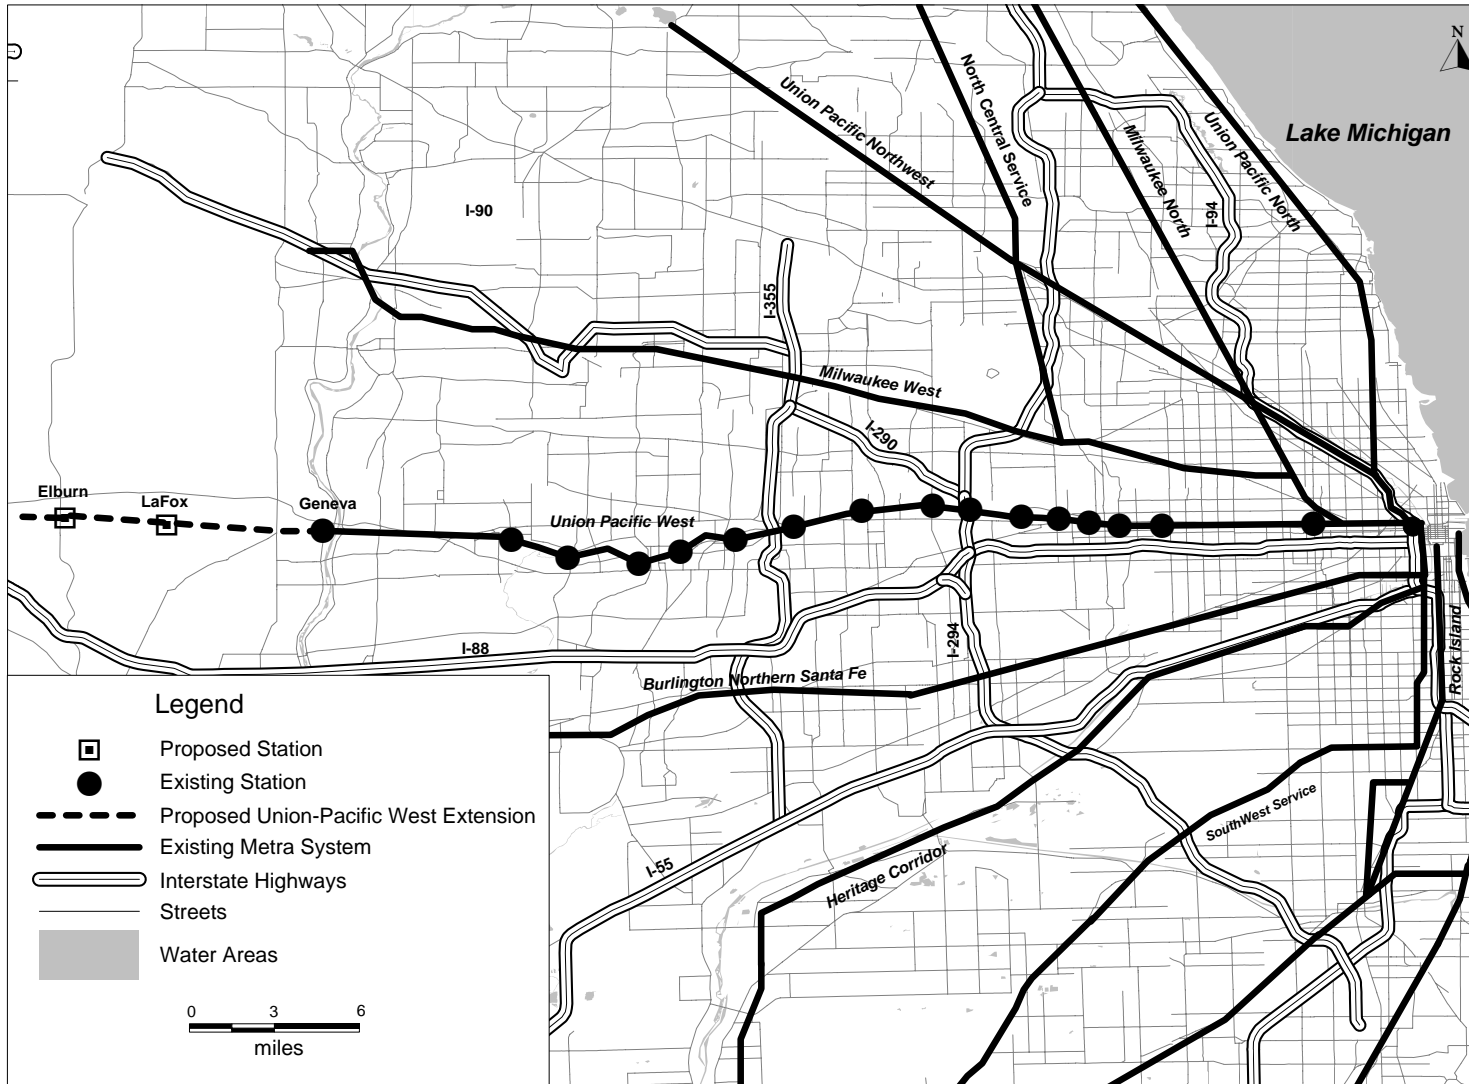 N
Lake Michigan
Union Pacific Northwest
North Central Service
Milwaukee North
Union Pacific North
I-94
I-90
I-355
Milwaukee West
I-290
Elburn
LaFox
Geneva
Union Pacific West
I-294
I-88
Burlington Northern Santa Fe
Rock Island
SouthWest Service
I-55
Heritage Corridor
Legend
Proposed Station
Existing Station
Proposed Union-Pacific West Extension
Existing Metra System
Interstate Highways
Streets
Water Areas
0 3 6
miles